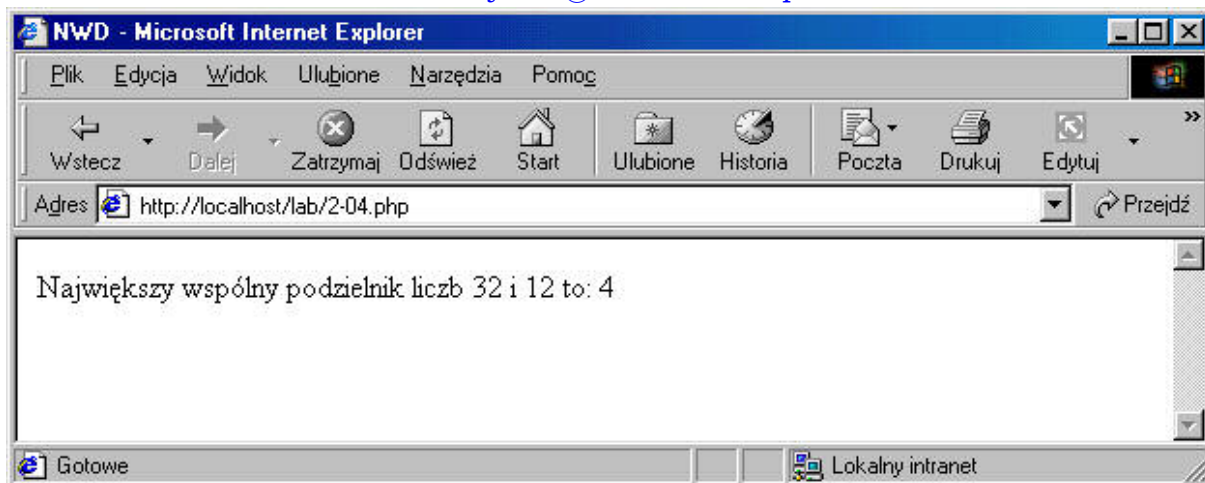 NWD - Microsoft Internet Explorer
Plik Edycja Widok Ulubione Narzędzia Pomoc
Wstecz Dalej Zatrzymaj Odśwież Start Ulubione Historia Poczta Drukuj Edytuj »
Adres http://localhost/lab/2-04.php Przejdź
Największy wspólny podzielnik liczb 32 i 12 to: 4
Gotowe Lokalny intranet